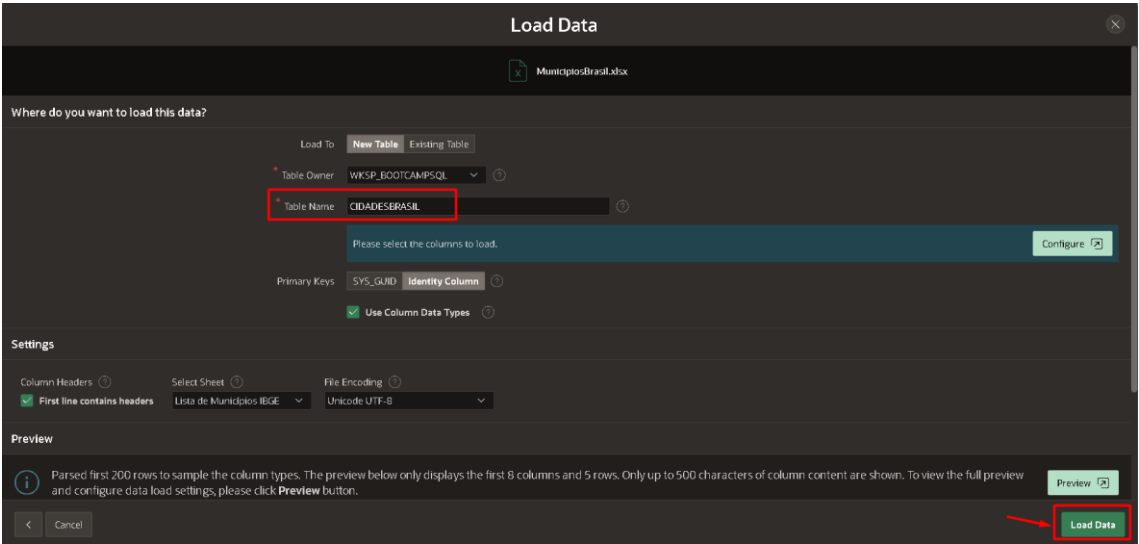 Load Data
MunicipiosBrasil.xlsx
Where do you want to load this data?
Load To New Table Existing Table
* Table Owner WKSP_BOOTCAMPSQL
* Table Name CIDADESBRASIL
Please select the columns to load. Configure
Primary Keys SYS_GUID Identity Column
Use Column Data Types
Settings
Column Headers Select Sheet File Encoding
First line contains headers Lista de Municípios IBGE Unicode UTF-8
Preview
Parsed first 200 rows to sample the column types. The preview below only displays the first 8 columns and 5 rows. Only up to 500 characters of column content are shown. To view the full preview
and configure data load settings, please click Preview button.
Preview
< Cancel Load Data